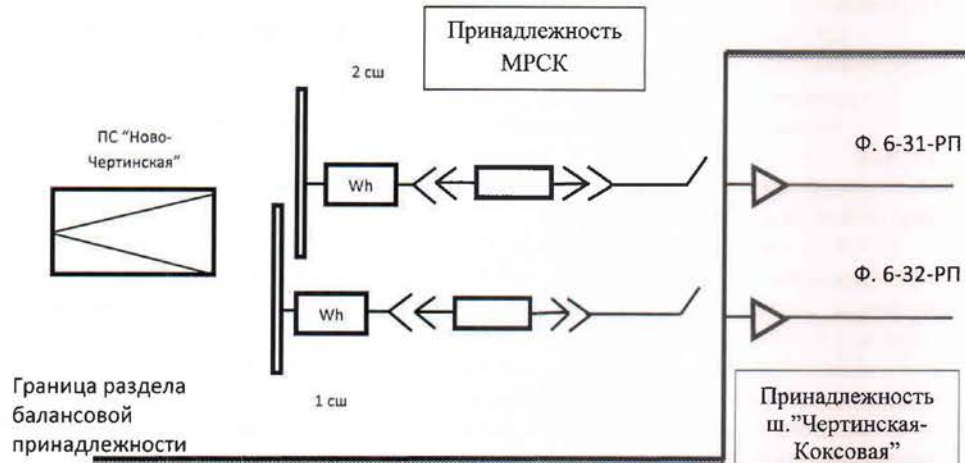 Принадлежность
МРСК
2 сш
ПС "Ново-
Чертинская"
Ф. 6-31-РП
Wh
Ф. 6-32-РП
Wh
1 сш
Граница раздела
балансовой
принадлежности
Принадлежность
ш."Чертинская-
Коксовая"